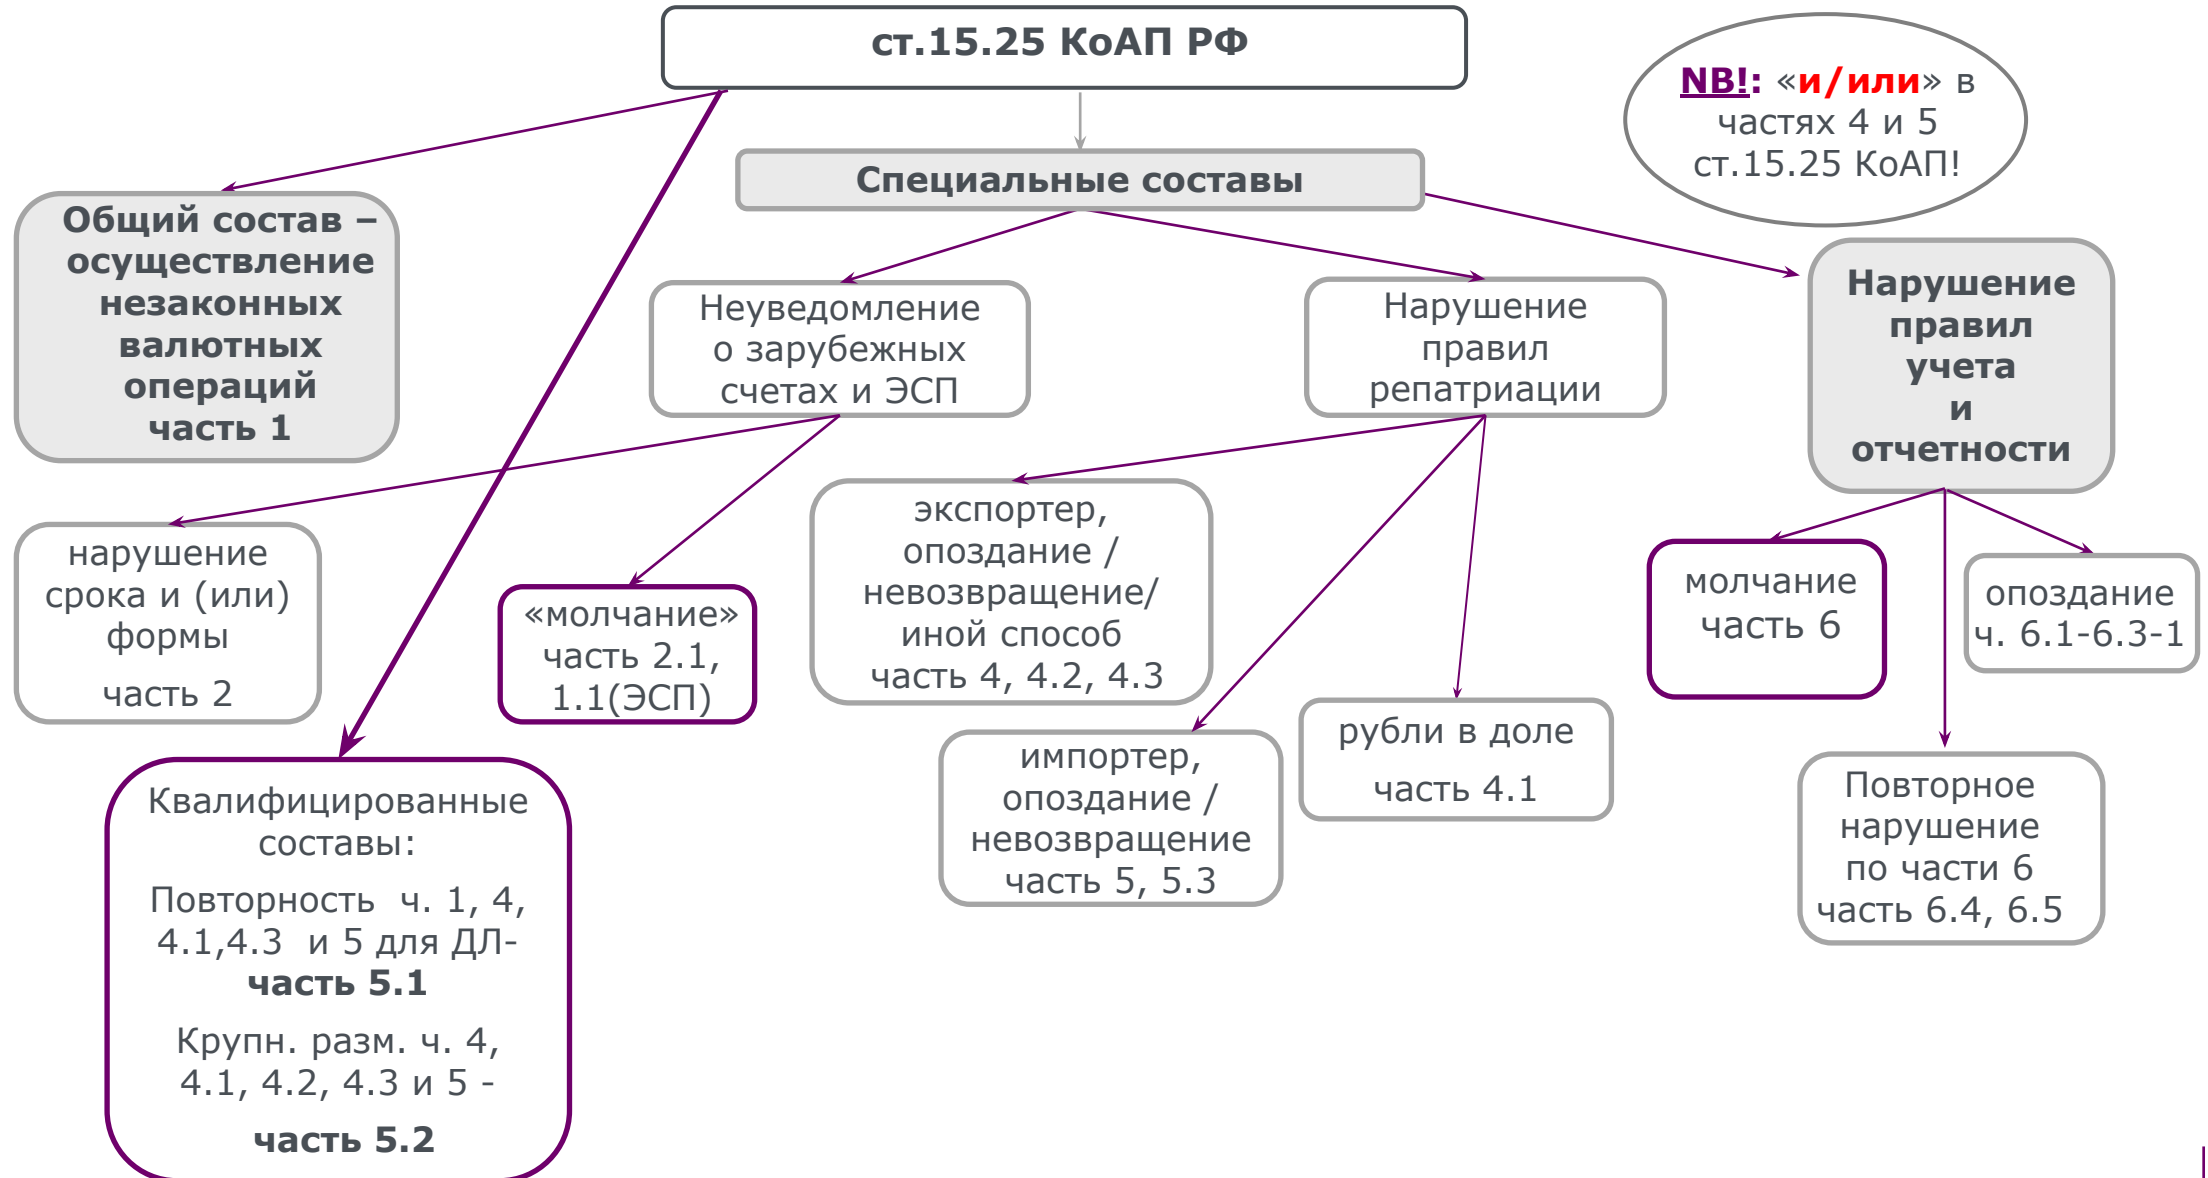 ст.15.25 КоАП РФ
NB!: «и/или» в
частях 4 и 5
ст.15.25 КоАП!
Специальные составы
Общий состав –
осуществление
незаконных
валютных
операций
часть 1
Неуведомление
о зарубежных
счетах и ЭСП
Нарушение
правил
репатриации
Нарушение
правил
учета
и
отчетности
нарушение
срока и (или)
формы
часть 2
«молчание»
часть 2.1,
1.1(ЭСП)
экспортер,
опоздание /
невозвращение/
иной способ
часть 4, 4.2, 4.3
импортер,
опоздание /
невозвращение
часть 5, 5.3
рубли в доле
часть 4.1
молчание
часть 6
опоздание
ч. 6.1-6.3-1
Повторное
нарушение
по части 6
часть 6.4, 6.5
Квалифицированные
составы:
Повторность ч. 1, 4,
4.1,4.3 и 5 для ДЛ-
часть 5.1
Крупн. разм. ч. 4,
4.1, 4.2, 4.3 и 5 -
часть 5.2